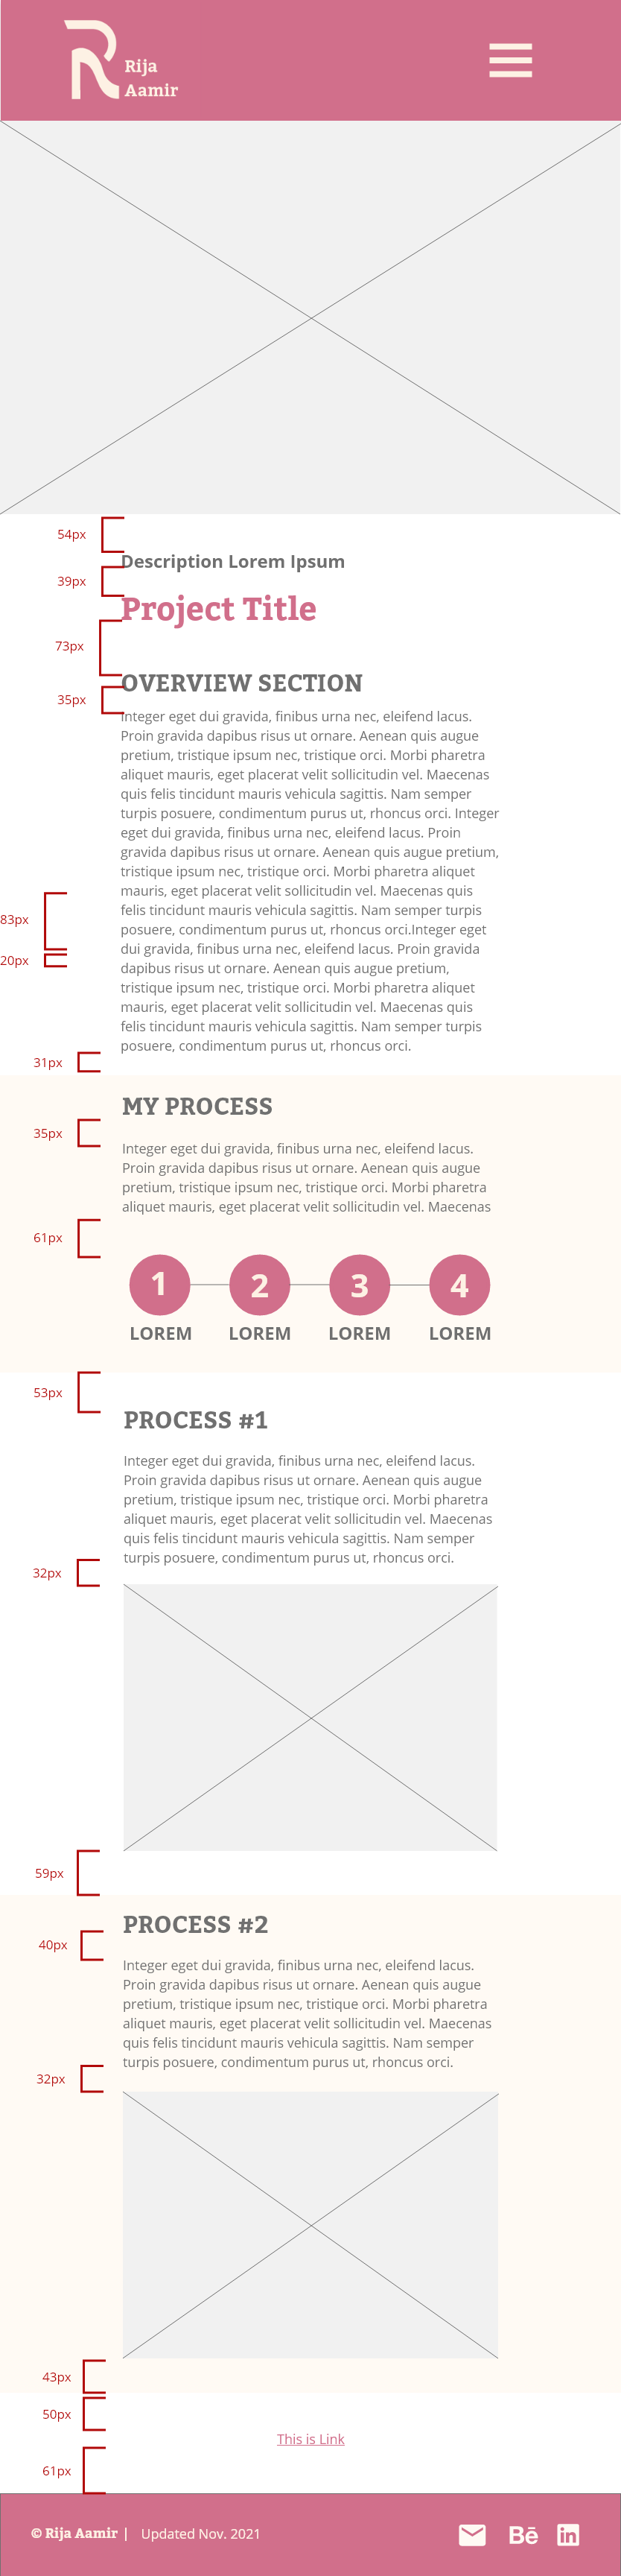 Rija
Aamir
54px
Description Lorem Ipsum
39px
Project Title
73px
OVERVIEW SECTION
35px
Integer eget dui gravida, finibus urna nec, eleifend lacus.
Proin gravida dapibus risus ut ornare. Aenean quis augue
pretium, tristique ipsum nec, tristique orci. Morbi pharetra
aliquet mauris, eget placerat velit sollicitudin vel. Maecenas
quis felis tincidunt mauris vehicula sagittis. Nam semper
turpis posuere, condimentum purus ut, rhoncus orci. Integer
eget dui gravida, finibus urna nec, eleifend lacus. Proin
gravida dapibus risus ut ornare. Aenean quis augue pretium,
tristique ipsum nec, tristique orci. Morbi pharetra aliquet
mauris, eget placerat velit sollicitudin vel. Maecenas quis
felis tincidunt mauris vehicula sagittis. Nam semper turpis
83px
posuere, condimentum purus ut, rhoncus orci.Integer eget
dui gravida, finibus urna nec, eleifend lacus. Proin gravida
20px
dapibus risus ut ornare. Aenean quis augue pretium,
tristique ipsum nec, tristique orci. Morbi pharetra aliquet
mauris, eget placerat velit sollicitudin vel. Maecenas quis
felis tincidunt mauris vehicula sagittis. Nam semper turpis
posuere, condimentum purus ut, rhoncus orci.
31px
MY PROCESS
35px
Integer eget dui gravida, finibus urna nec, eleifend lacus.
Proin gravida dapibus risus ut ornare. Aenean quis augue
pretium, tristique ipsum nec, tristique orci. Morbi pharetra
aliquet mauris, eget placerat velit sollicitudin vel. Maecenas
61px
1 2 3 4
LOREM LOREM LOREM LOREM
53px
PROCESS #1
Integer eget dui gravida, finibus urna nec, eleifend lacus.
Proin gravida dapibus risus ut ornare. Aenean quis augue
pretium, tristique ipsum nec, tristique orci. Morbi pharetra
aliquet mauris, eget placerat velit sollicitudin vel. Maecenas
quis felis tincidunt mauris vehicula sagittis. Nam semper
turpis posuere, condimentum purus ut, rhoncus orci.
32px
59px
PROCESS #2
40px
Integer eget dui gravida, finibus urna nec, eleifend lacus.
Proin gravida dapibus risus ut ornare. Aenean quis augue
pretium, tristique ipsum nec, tristique orci. Morbi pharetra
aliquet mauris, eget placerat velit sollicitudin vel. Maecenas
quis felis tincidunt mauris vehicula sagittis. Nam semper
turpis posuere, condimentum purus ut, rhoncus orci.
32px
43px
50px
This is Link
61px
© Rija Aamir | Updated Nov. 2021 Bē in